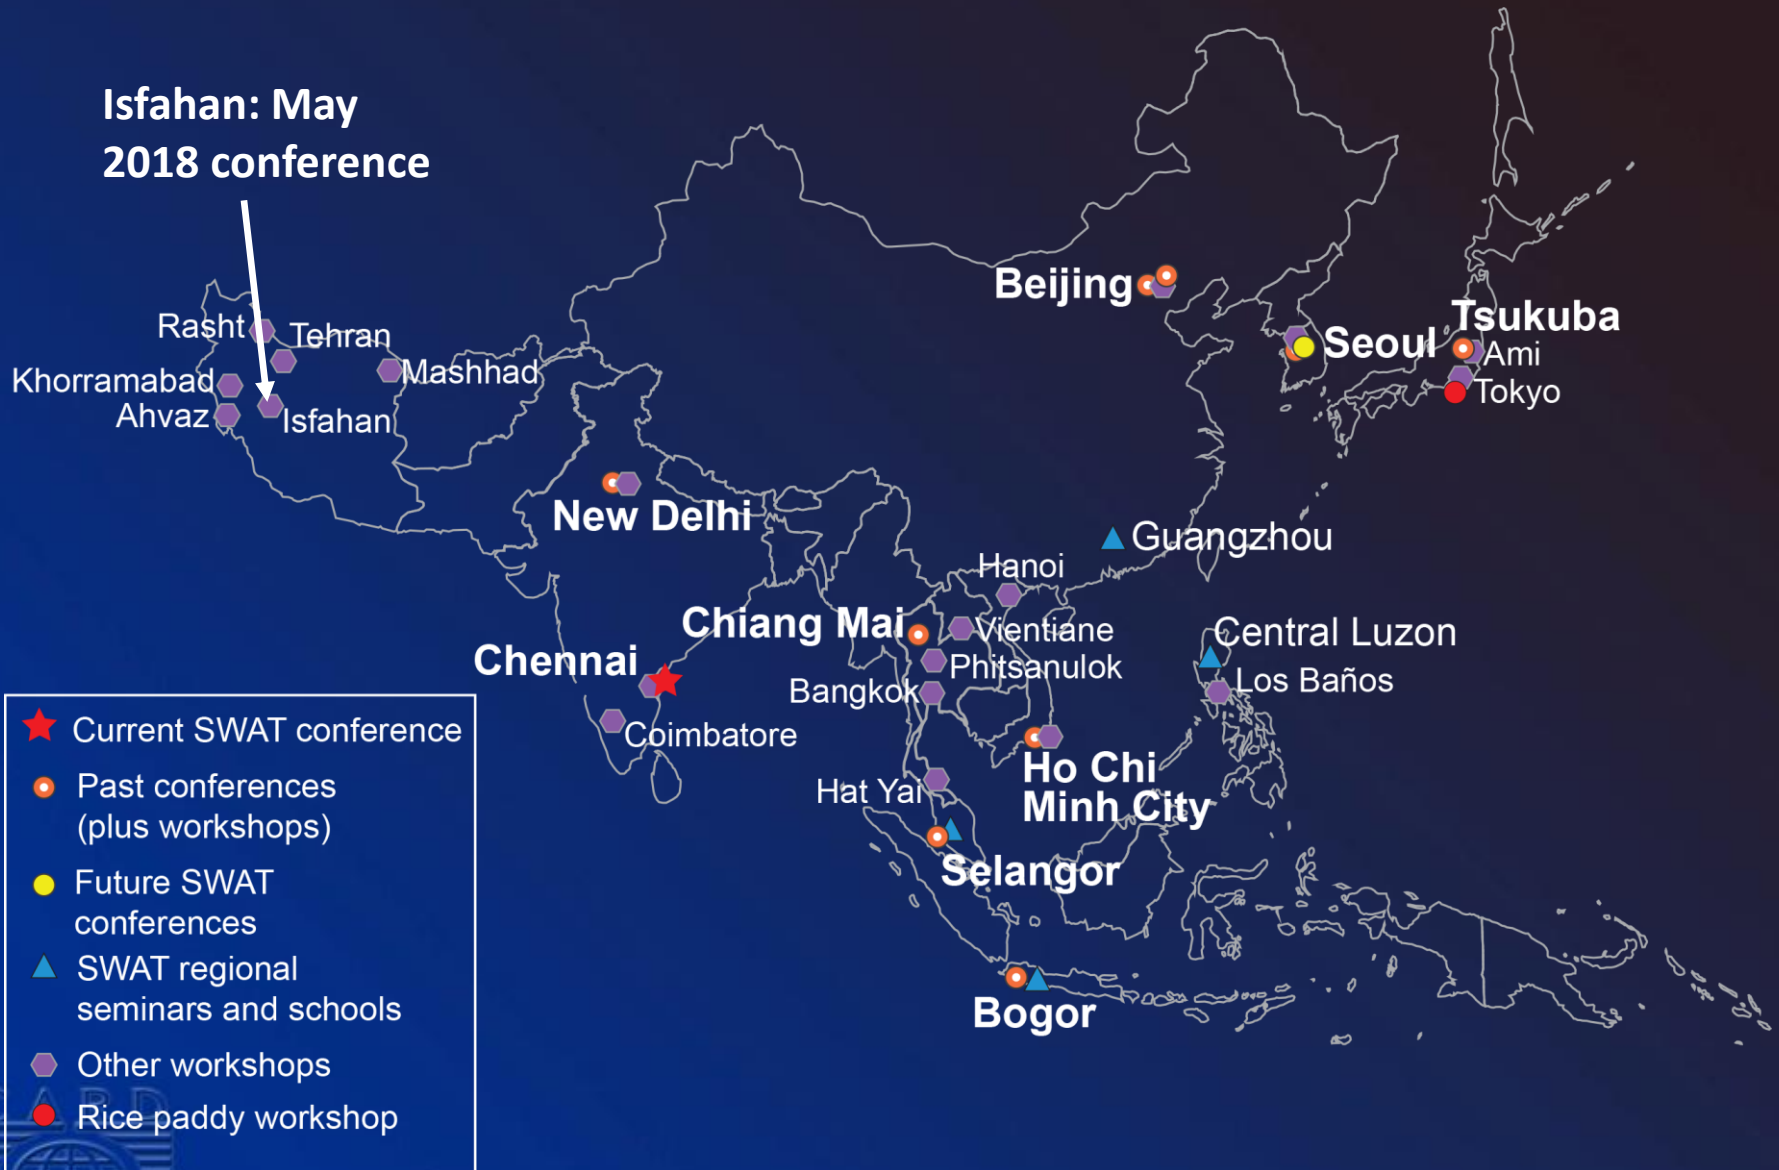 Isfahan: May
2018 conference
Beijing
Tsukuba
Seoul
Ami
Tokyo
Rasht
Tehran
Mashhad
Khorramabad
Ahvaz
Isfahan
New Delhi
Guangzhou
Hanoi
Chiang Mai
Vientiane
Central Luzon
Chennai
Phitsanulok
Bangkok
Los Baños
Coimbatore
Hat Yai
Ho Chi
Minh City
Selangor
Bogor
Current SWAT conference
Past conferences
(plus workshops)
Future SWAT
conferences
SWAT regional
seminars and schools
Other workshops
Rice paddy workshop